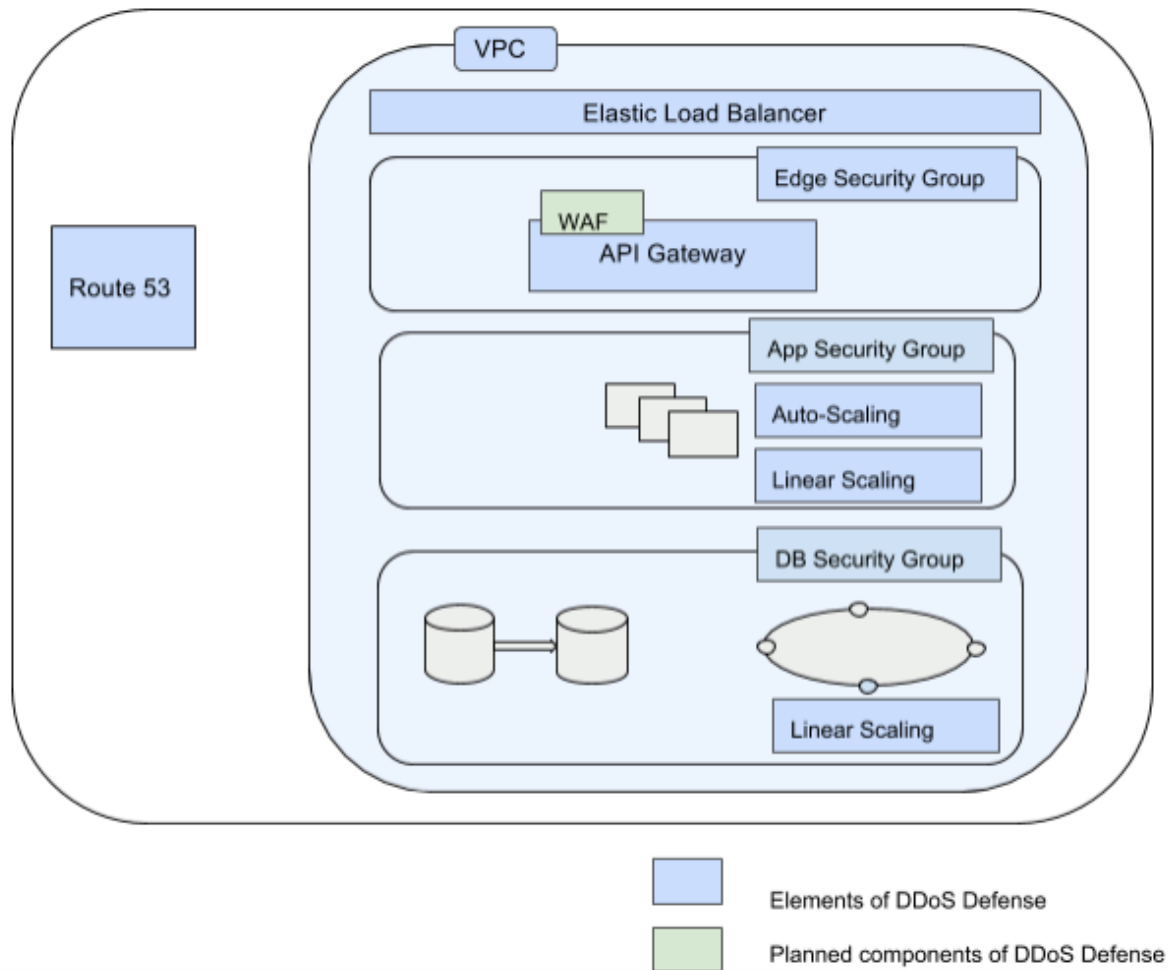 VPC
Elastic Load Balancer
Edge Security Group
WAF
API Gateway
Route 53
App Security Group
Auto-Scaling
Linear Scaling
DB Security Group
Linear Scaling
Elements of DDoS Defense
Planned components of DDoS Defense